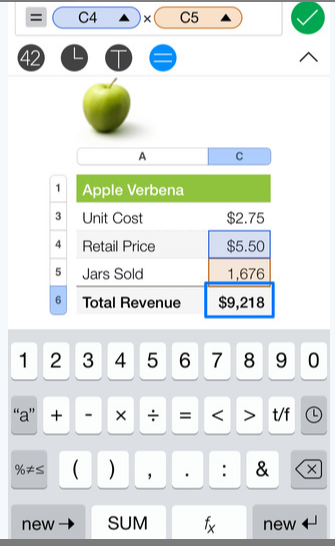 = C4 ▲ × C5 ▲
42 T =
A C
1 Apple Verbena
3 Unit Cost $2.75
4 Retail Price $5.50
5 Jars Sold 1,676
6 Total Revenue $9,218
1 2 3 4 5 6 7 8 9 0
“a” + - × ÷ = < > t/f
%≠≤ ( ) , . : &
new → SUM fx new ↵